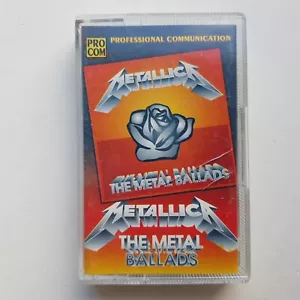 PRO
COM
PROFESSIONAL COMMUNICATION
METALLICA
THE METAL BALLADS
METALLICA
THE METAL
BALLADS